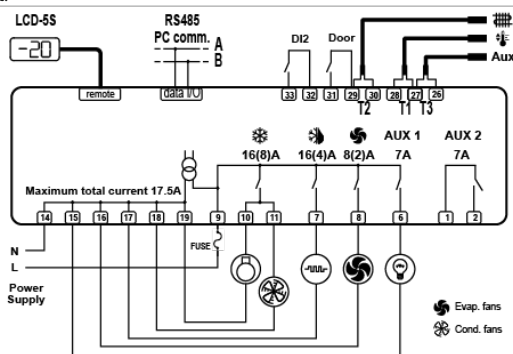 LCD-5S
RS485
PC comm.
A
B
DI2
Door
Aux
-20
remote
data I/O
33 32 31 29 30 28 27 26
T2 T1 T3
AUX 1 AUX 2
16(8)A 16(4)A 8(2)A 7A 7A
Maximum total current 17.5A
14 15 16 17 18 19 9 10 11 7 8 6 1 2
N
L
FUSE
Power
Supply
Evap. fans
Cond. fans